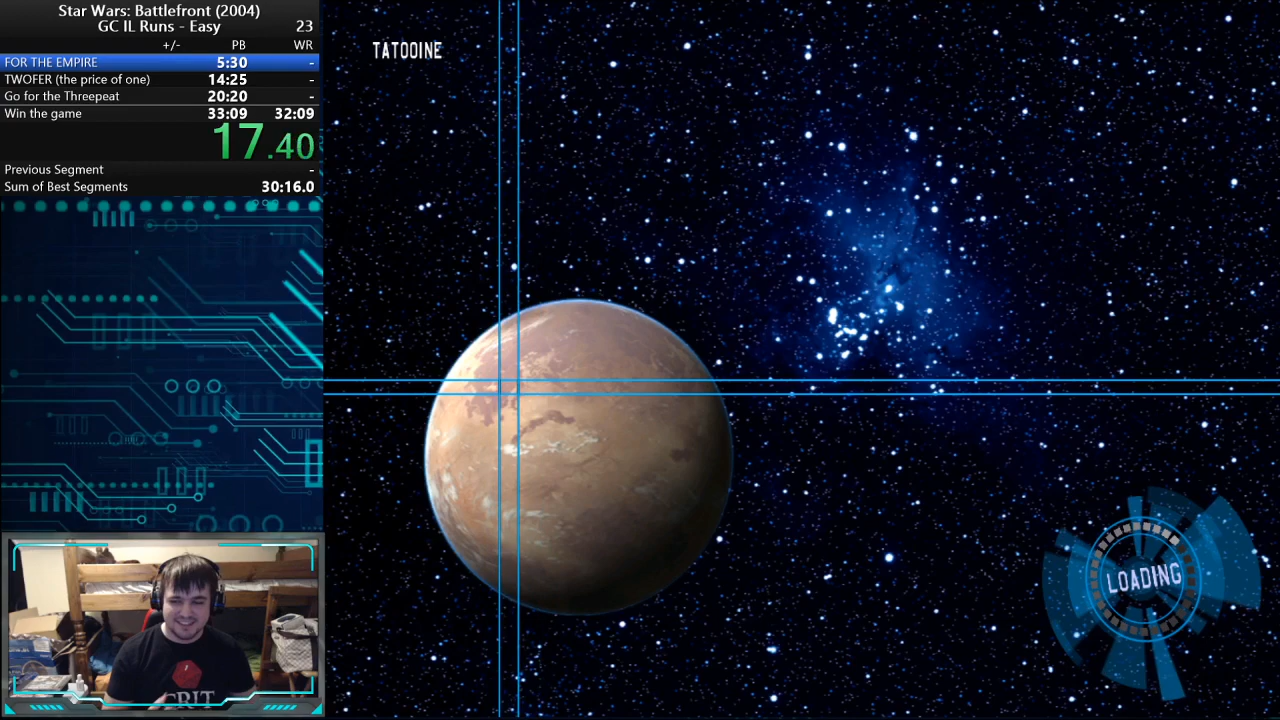 Star Wars: Battlefront (2004)
GC IL Runs - Easy 23
+/- PB WR
FOR THE EMPIRE 5:30 -
TWOFER (the price of one) 14:25 -
Go for the Threepeat 20:20 -
Win the game 33:09 32:09
17.40
Previous Segment -
Sum of Best Segments 30:16.0
TATOOINE
LOADING
CRIT